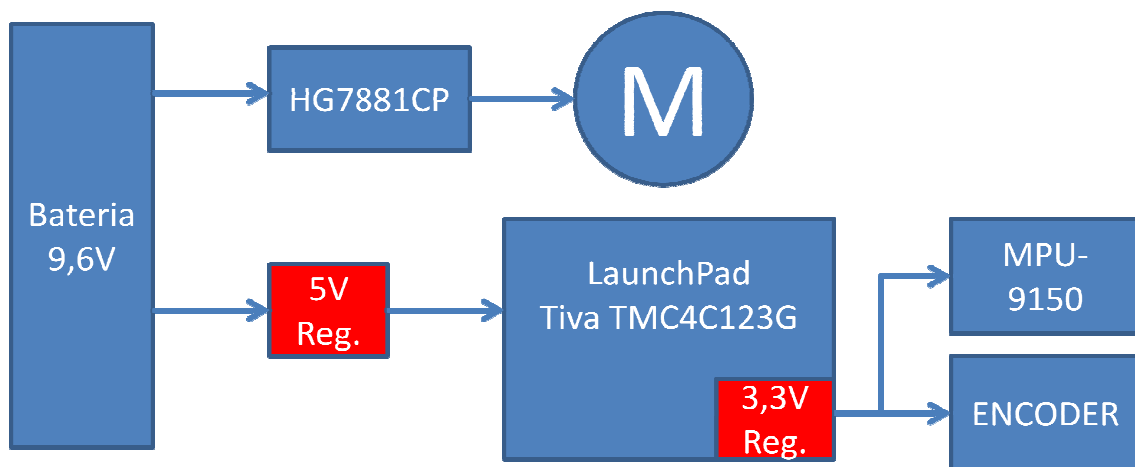 HG7881CP
M
Bateria
9,6V
5V
Reg.
LaunchPad
Tiva TMC4C123G
3,3V
Reg.
MPU-
9150
ENCODER